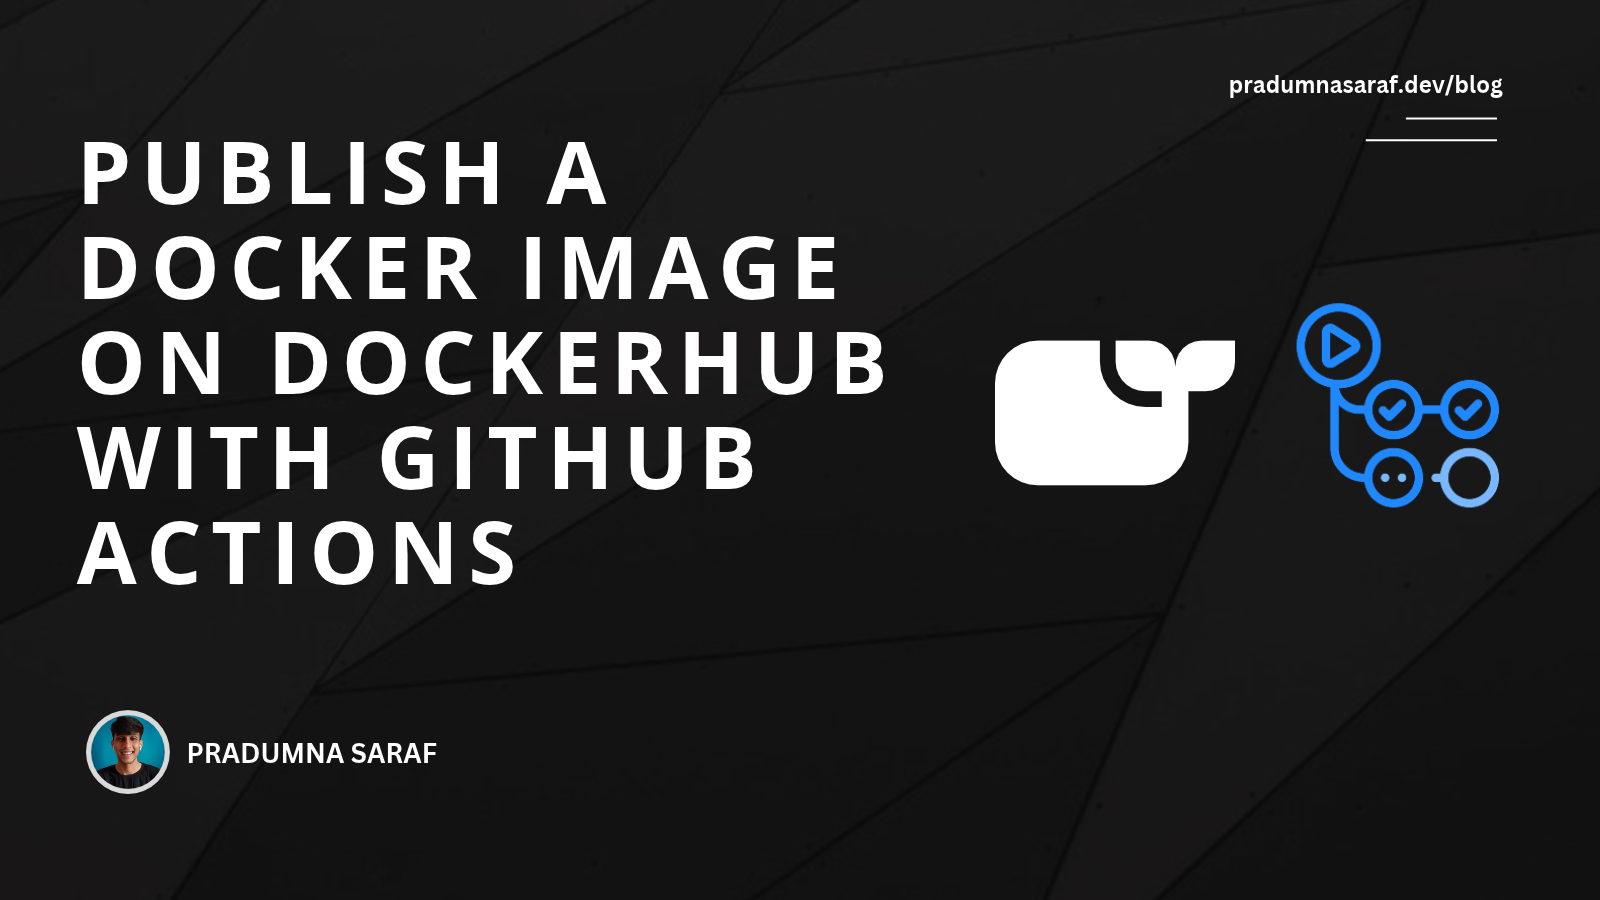 pradumnasaraf.dev/blog
PUBLISH A
DOCKER IMAGE
ON DOCKERHUB
WITH GITHUB
ACTIONS
PRADUMNA SARAF